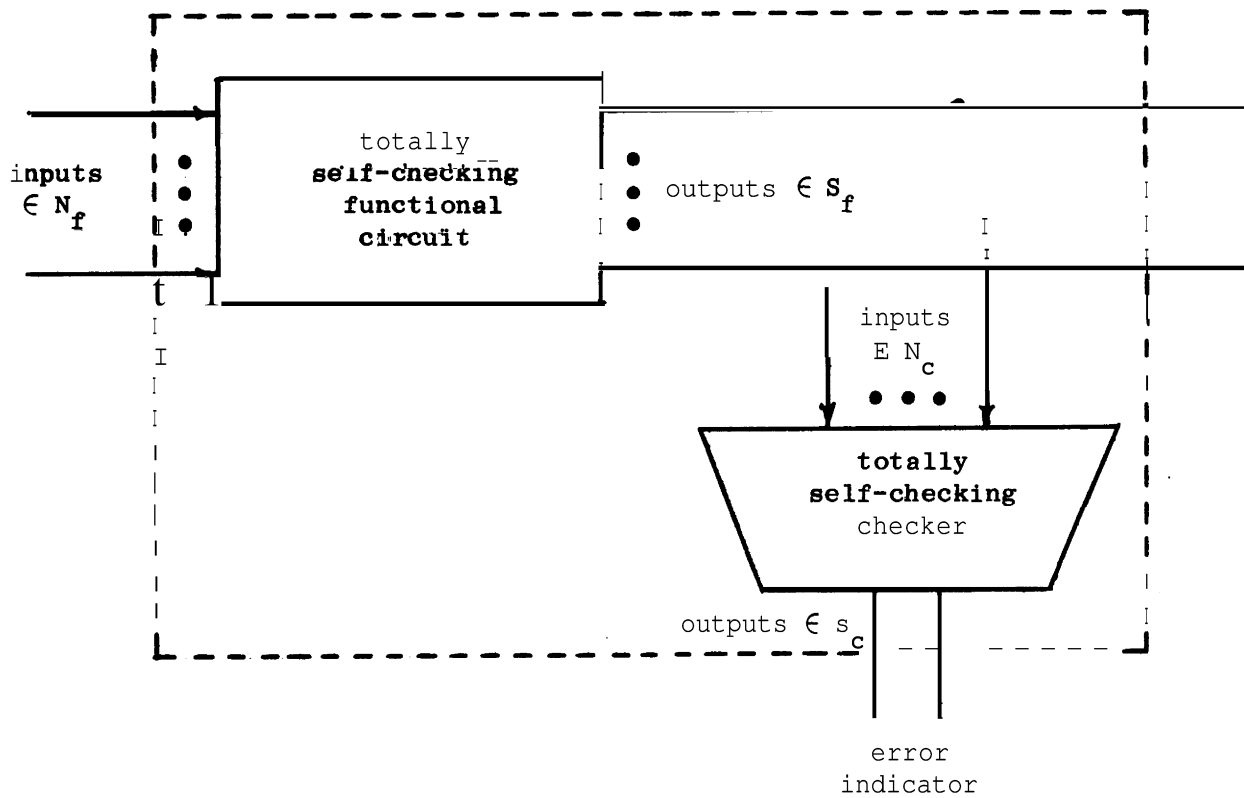 totally
self-checking
functional
circuit
inputs
∈ N_f
outputs ∈ S_f
inputs
E N_c
totally
self-checking
checker
outputs ∈ s_c
error
indicator